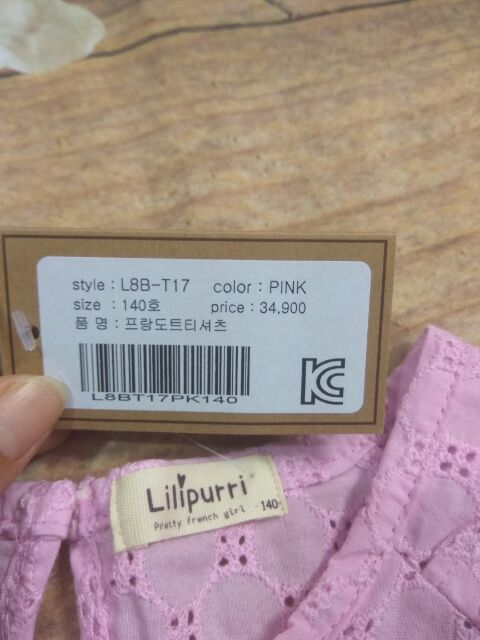 style : L8B-T17 color : PINK
size : 140호 price : 34,900
품 명 : 프랑도트티셔츠
L8BT17PK140
KC
Lilipurri
Pretty french girl -140-